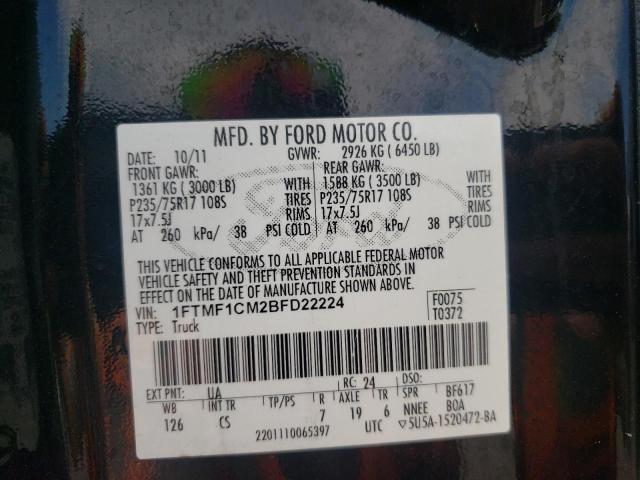 MFD. BY FORD MOTOR CO.
DATE: 10/11 GVWR: 2926 KG (6450 LB)
FRONT GAWR: REAR GAWR:
1361 KG (3000 LB) WITH 1588 KG (3500 LB) WITH
P235/75R17 108S TIRES P235/75R17 108S TIRES
17x7.5J RIMS 17x7.5J RIMS
AT 260 kPa/ 38 PSI COLD AT 260 kPa/ 38 PSI COLD
THIS VEHICLE CONFORMS TO ALL APPLICABLE FEDERAL MOTOR
VEHICLE SAFETY AND THEFT PREVENTION STANDARDS IN
EFFECT ON THE DATE OF MANUFACTURE SHOWN ABOVE.
VIN: 1FTMF1CM2BFD22224 F0075
TYPE: Truck T0372
EXT PNT: UA RC: 24 DSO:
WB INT TR TP/PS R AXLE TR SPR BF617
126 CS 7 19 6 NNEE BOA
2201110065397 UTC ▽5U5A-1520472-BA
Ford